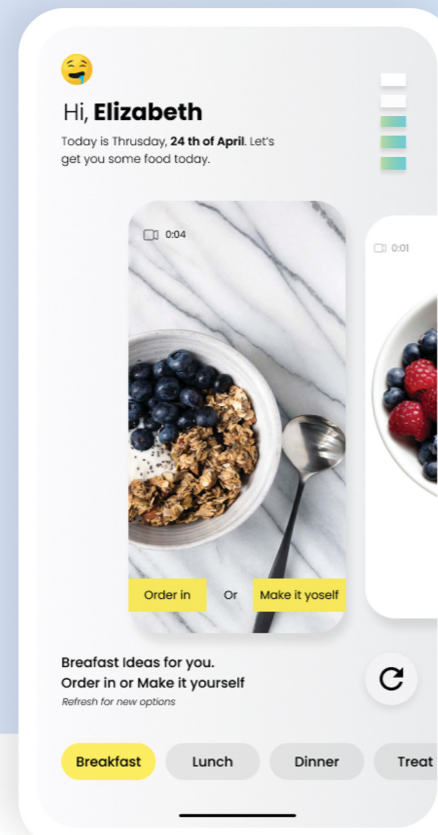 Hi, Elizabeth
Today is Thrusday, 24 th of April. Let's
get you some food today.
0:04
0:01
Order in
Or
Make it yoself
Breafast Ideas for you.
Order in or Make it yourself
Refresh for new options
Breakfast
Lunch
Dinner
Treat